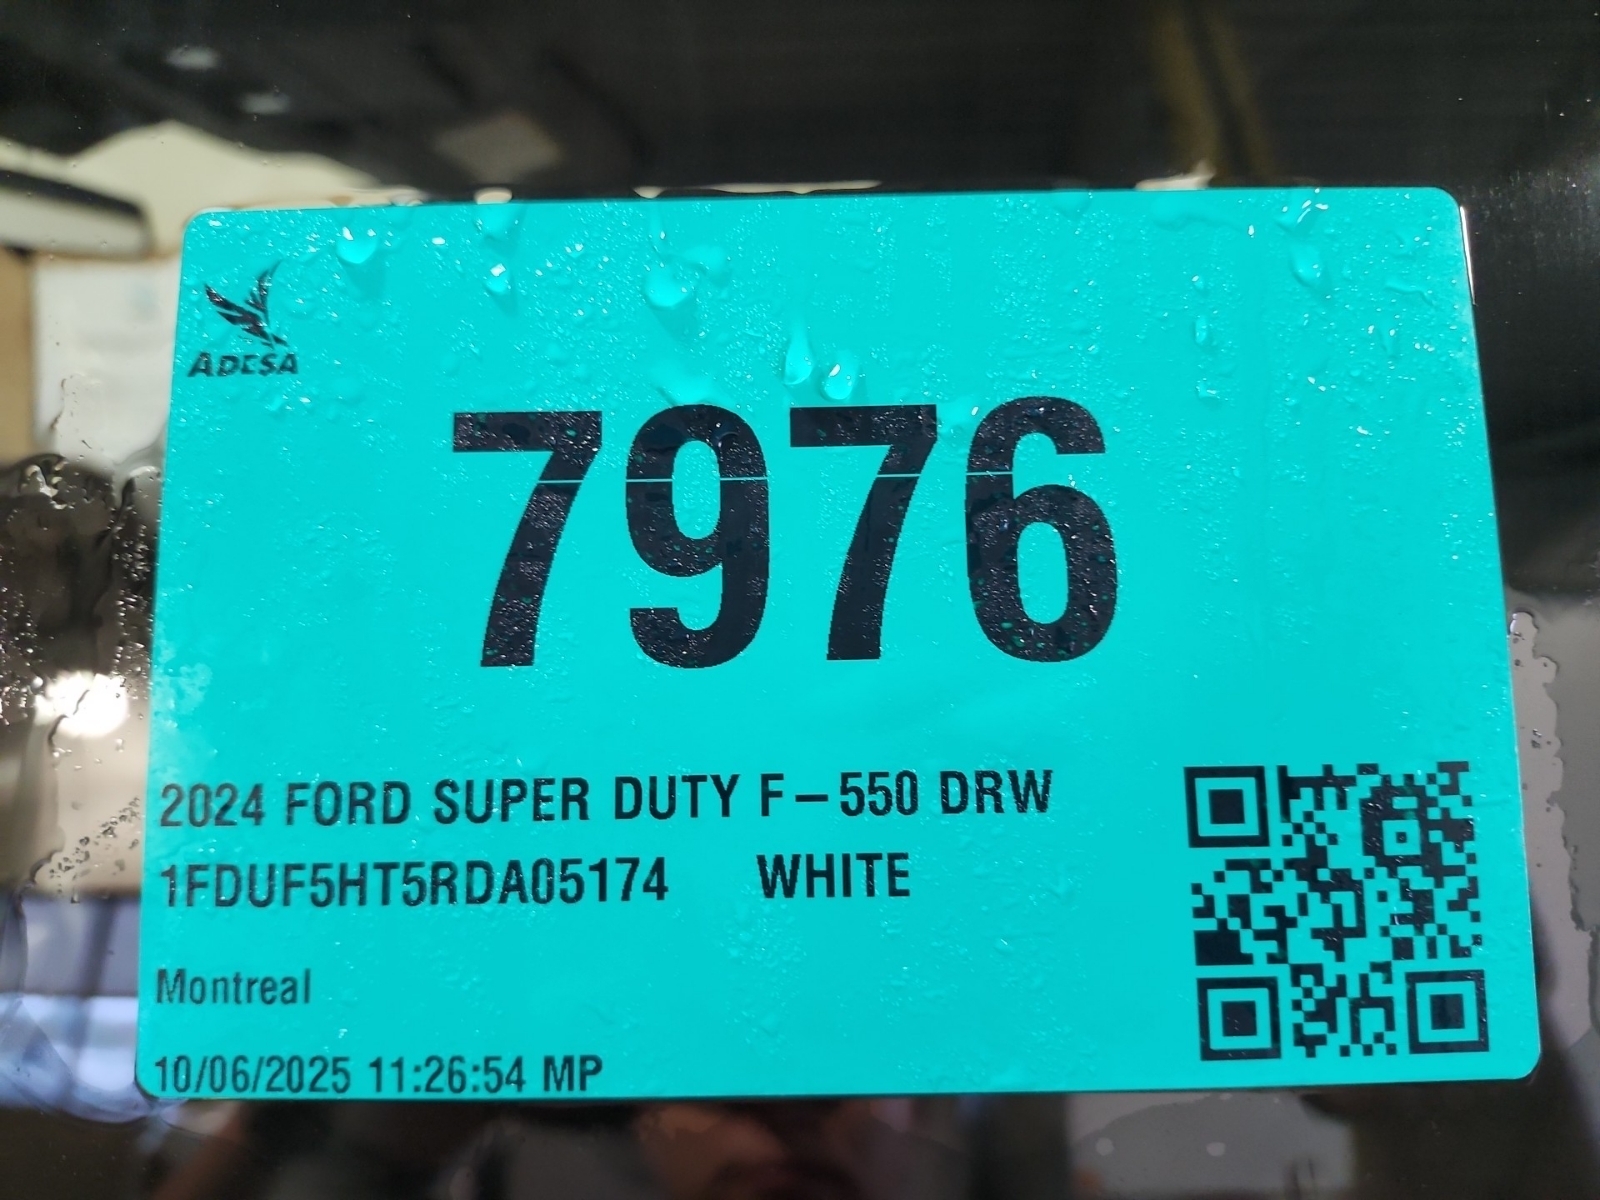 ADESA
7976
2024 FORD SUPER DUTY F-550 DRW
1FDUF5HT5RDA05174 WHITE
Montreal
10/06/2025 11:26:54 MP